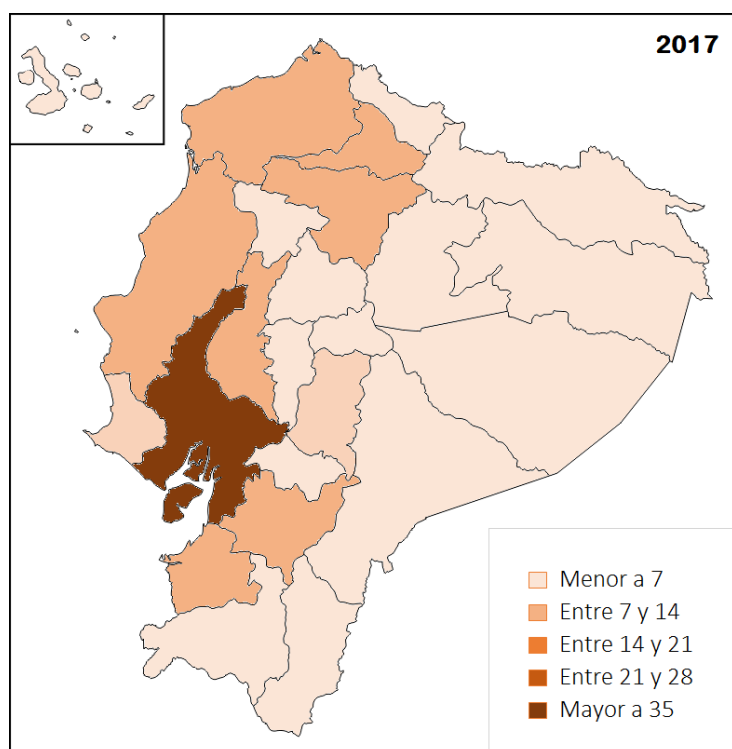 2017
Menor a 7
Entre 7 y 14
Entre 14 y 21
Entre 21 y 28
Mayor a 35